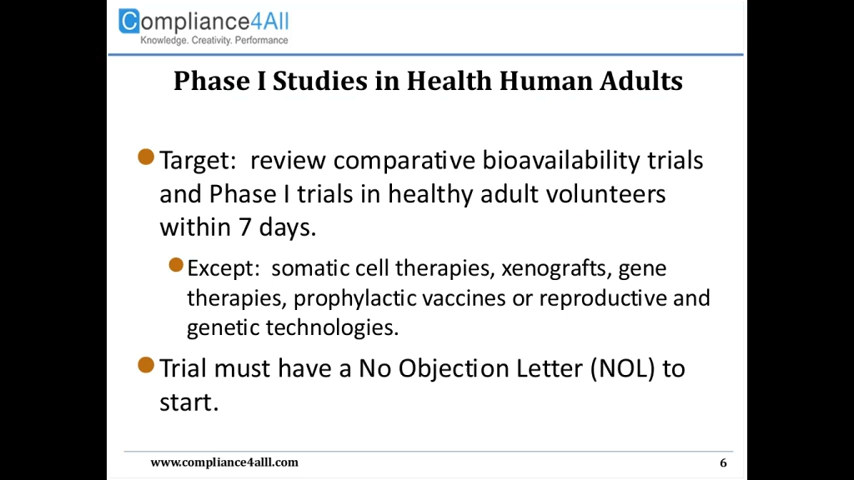 Compliance4All
Knowledge. Creativity. Performance
Phase I Studies in Health Human Adults
Target: review comparative bioavailability trials
and Phase I trials in healthy adult volunteers
within 7 days.
Except: somatic cell therapies, xenografts, gene
therapies, prophylactic vaccines or reproductive and
genetic technologies.
Trial must have a No Objection Letter (NOL) to
start.
www.compliance4alll.com
6